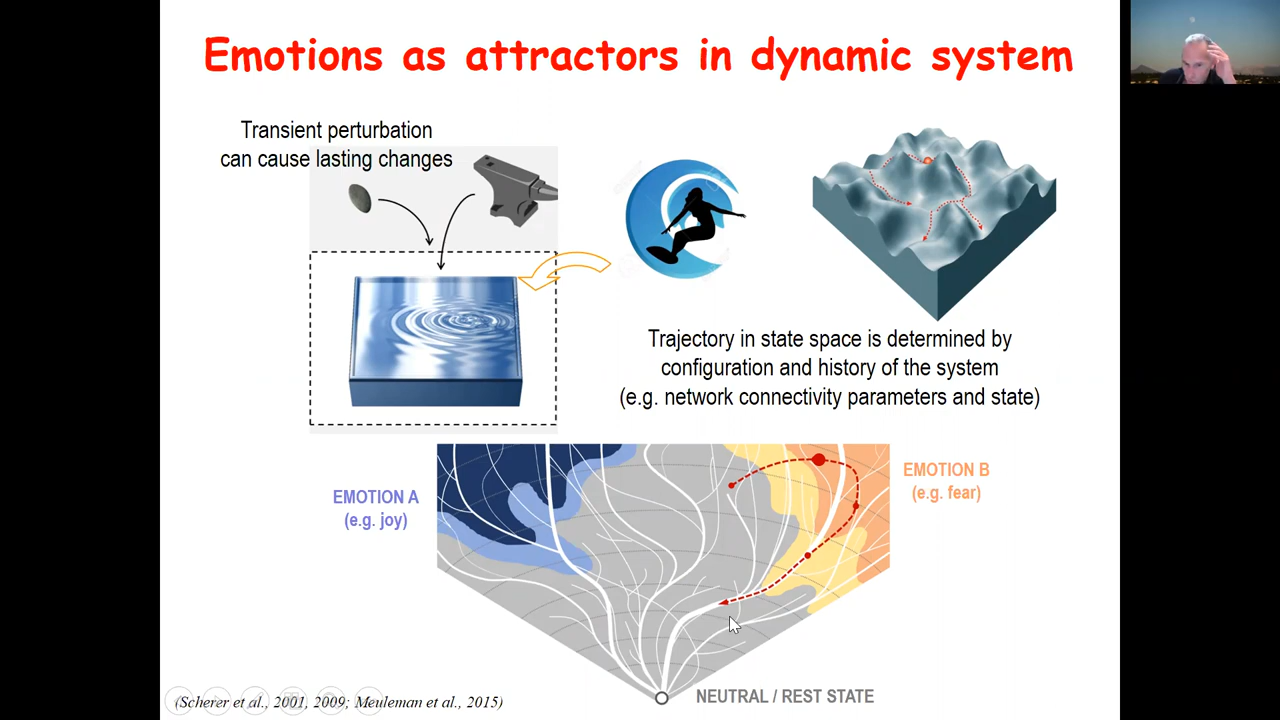 Emotions as attractors in dynamic system
Transient perturbation
can cause lasting changes
Trajectory in state space is determined by
configuration and history of the system
(e.g. network connectivity parameters and state)
EMOTION A
(e.g. joy)
EMOTION B
(e.g. fear)
NEUTRAL / REST STATE
(Scherer et al., 2001, 2009; Meuleman et al., 2015)